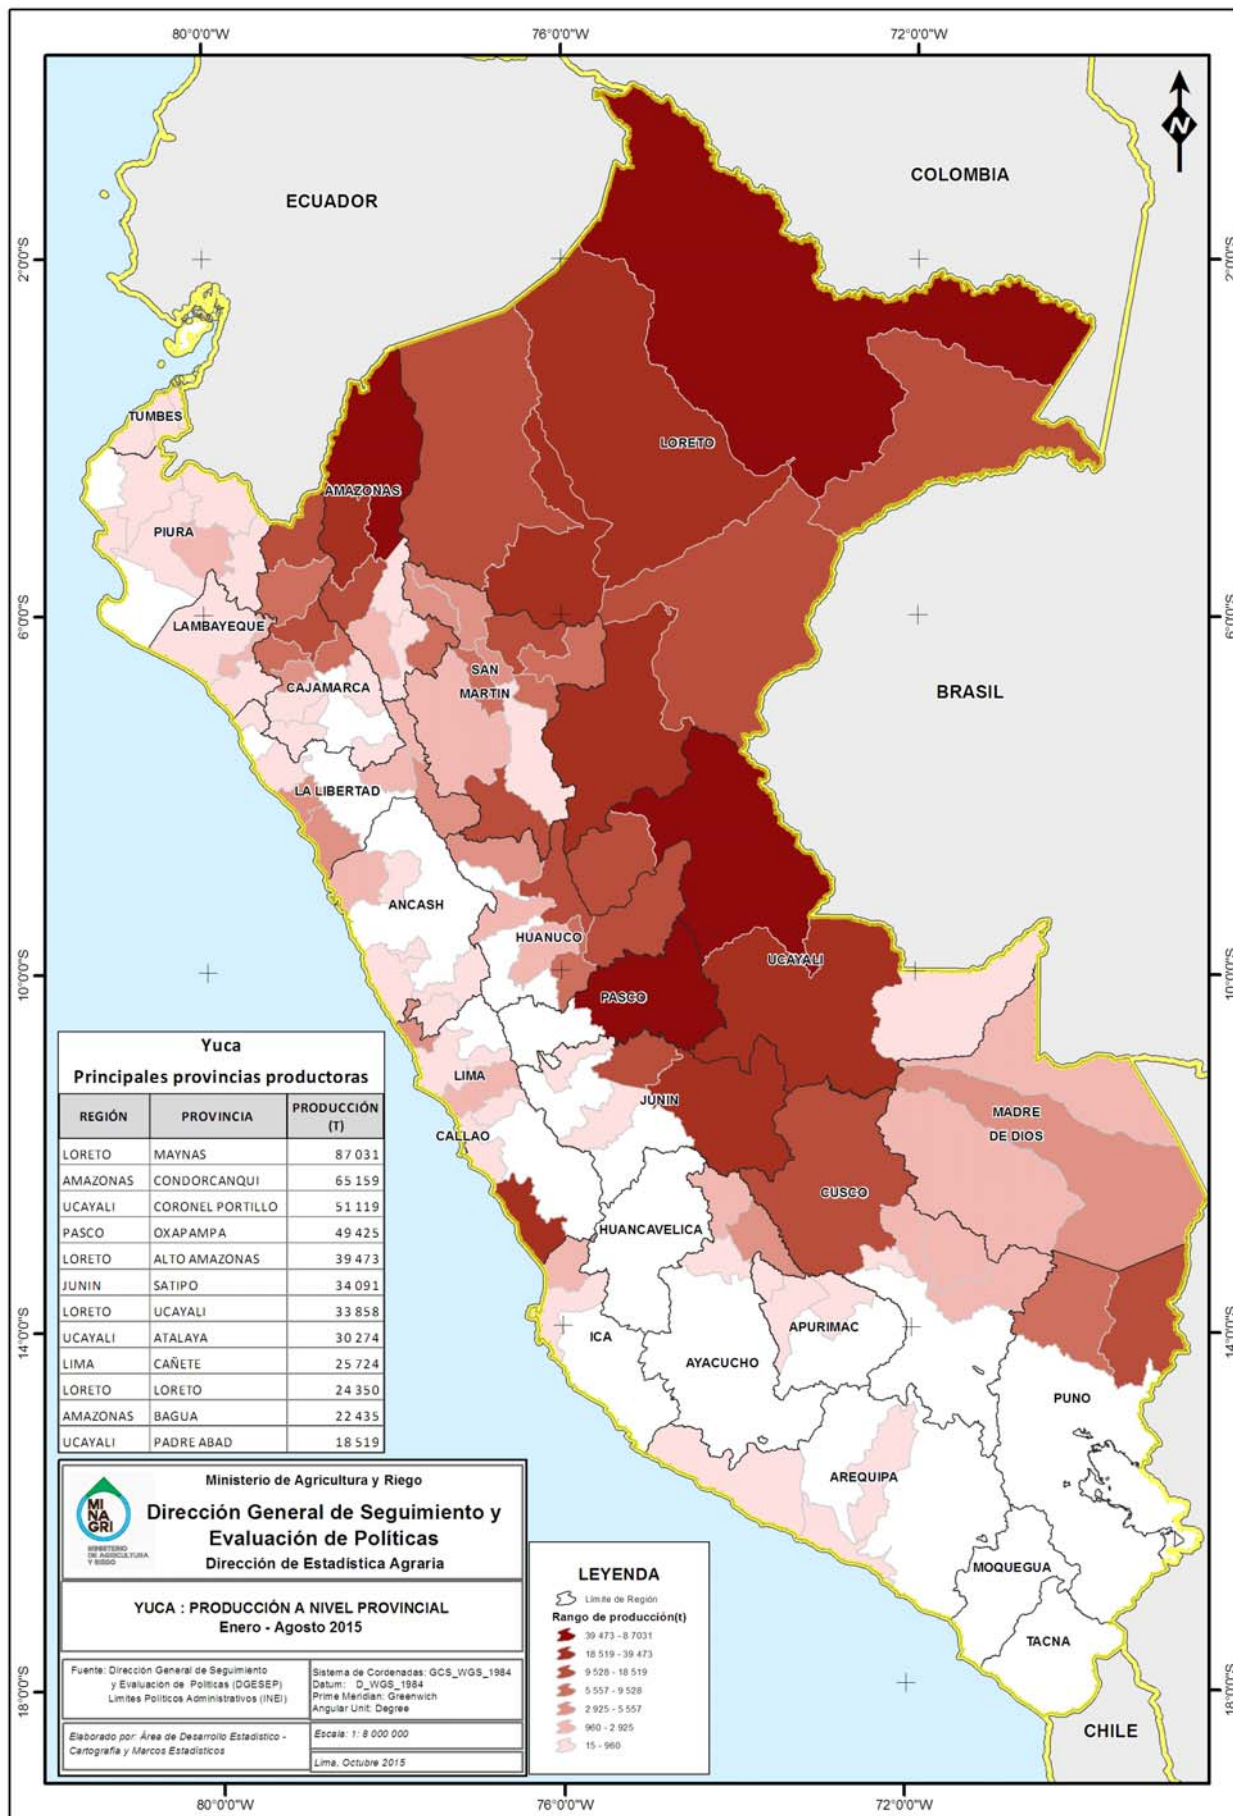 80°0'0"W 76°0'0"W 72°0'0"W
N
ECUADOR
COLOMBIA
2°0'0"S 2°0'0"S
TUMBES
LORETO
AMAZONAS
PIURA
6°0'0"S 6°0'0"S
LAMBAYEQUE
SAN
MARTIN
CAJAMARCA
BRASIL
LA LIBERTAD
ANCASH
HUANUCO
UCAYALI
10°0'0"S 10°0'0"S
PASCO
LIMA
JUNIN
MADRE
DE DIOS
CALLAO
CUSCO
HUANCAVELICA
ICA
APURIMAC
14°0'0"S 14°0'0"S
AYACUCHO
PUNO
AREQUIPA
MOQUEGUA
TACNA
18°0'0"S 18°0'0"S
CHILE
Yuca
Principales provincias productoras
REGIÓN PROVINCIA PRODUCCIÓN (T)
LORETO MAYNAS 87 031
AMAZONAS CONDORCANQUI 65 159
UCAYALI CORONEL PORTILLO 51 119
PASCO OXAPAMPA 49 425
LORETO ALTO AMAZONAS 39 473
JUNIN SATIPO 34 091
LORETO UCAYALI 33 858
UCAYALI ATALAYA 30 274
LIMA CAÑETE 25 724
LORETO LORETO 24 350
AMAZONAS BAGUA 22 435
UCAYALI PADRE ABAD 18 519
MI
NA
GRI
MINISTERIO
DE AGRICULTURA
Y RIEGO
Ministerio de Agricultura y Riego
Dirección General de Seguimiento y
Evaluación de Políticas
Dirección de Estadística Agraria
YUCA : PRODUCCIÓN A NIVEL PROVINCIAL
Enero - Agosto 2015
Fuente: Dirección General de Seguimiento
y Evaluación de Políticas (DGESEP)
Limites Políticos Administrativos (INEI)
Sistema de Cordenadas: GCS_WGS_1984
Datum: D_WGS_1984
Prime Meridian: Greenwich
Angular Unit: Degree
Elaborado por: Área de Desarrollo Estadístico -
Cartografía y Marcos Estadísticos
Escala: 1: 8 000 000
Lima, Octubre 2015
LEYENDA
Límite de Región
Rango de producción(t)
39 473 - 8 7031
18 519 - 39 473
9 528 - 18 519
5 557 - 9 528
2 925 - 5 557
960 - 2 925
15 - 960
80°0'0"W 76°0'0"W 72°0'0"W